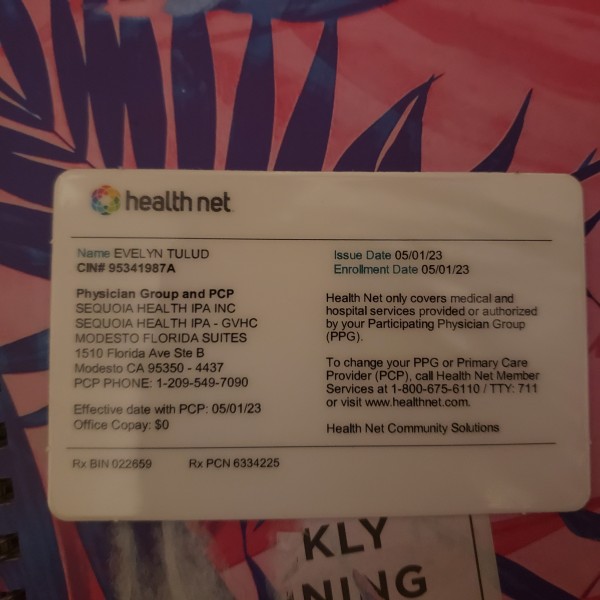 health net
Name EVELYN TULUD
CIN# 95341987A
Physician Group and PCP
SEQUOIA HEALTH IPA INC
SEQUOIA HEALTH IPA - GVHC
MODESTO FLORIDA SUITES
1510 Florida Ave Ste B
Modesto CA 95350 - 4437
PCP PHONE: 1-209-549-7090
Effective date with PCP: 05/01/23
Office Copay: $0
Issue Date 05/01/23
Enrollment Date 05/01/23
Health Net only covers medical and
hospital services provided or authorized
by your Participating Physician Group
(PPG).
To change your PPG or Primary Care
Provider (PCP), call Health Net Member
Services at 1-800-675-6110 / TTY: 711
or visit www.healthnet.com.
Health Net Community Solutions
Rx BIN 022659 Rx PCN 6334225
KLY
NING